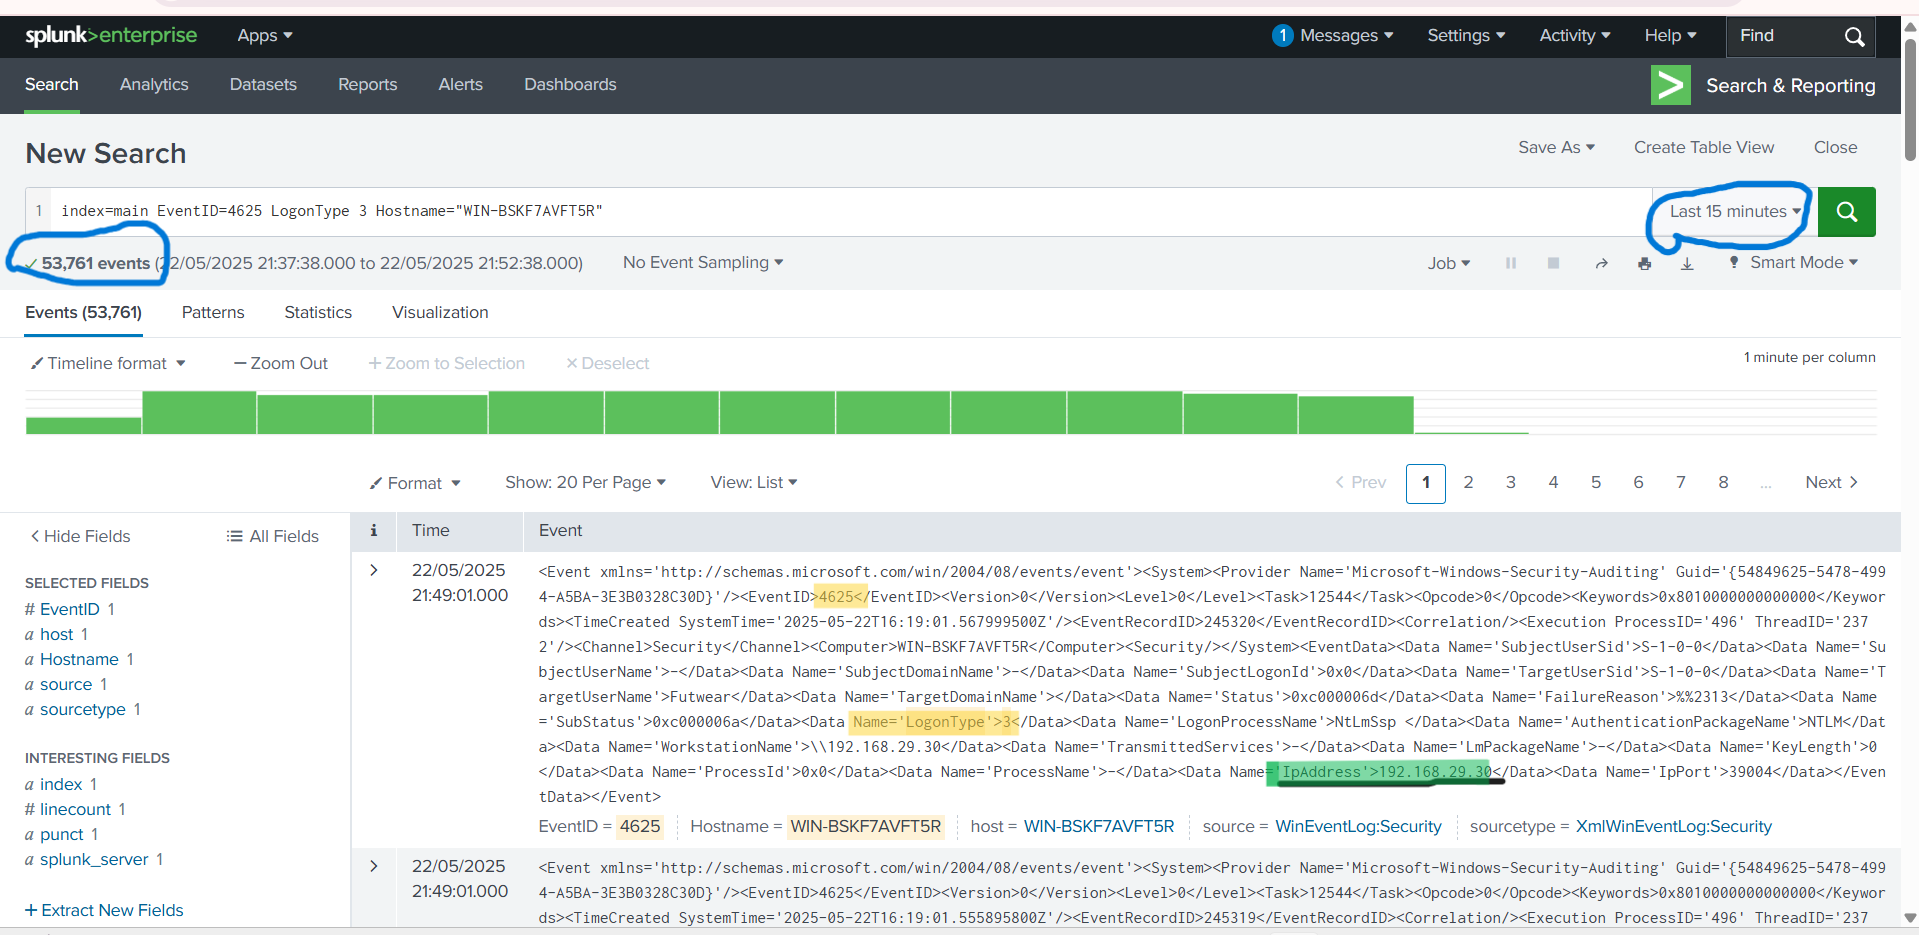 splunk>enterprise Apps 1 Messages Settings Activity Help Find
Search Analytics Datasets Reports Alerts Dashboards Search & Reporting
New Search Save As Create Table View Close
1 index=main EventID=4625 LogonType 3 Hostname="WIN-BSKF7AVFT5R" Last 15 minutes
53,761 events (22/05/2025 21:37:38.000 to 22/05/2025 21:52:38.000) No Event Sampling Job Smart Mode
Events (53,761) Patterns Statistics Visualization
Timeline format — Zoom Out + Zoom to Selection × Deselect 1 minute per column
Format Show: 20 Per Page View: List < Prev 1 2 3 4 5 6 7 8 ... Next >
< Hide Fields All Fields i Time Event
SELECTED FIELDS
# EventID 1
a host 1
a Hostname 1
a source 1
a sourcetype 1
INTERESTING FIELDS
a index 1
# linecount 1
a punct 1
a splunk_server 1
+ Extract New Fields
> 22/05/2025
21:49:01.000
<Event xmlns='http://schemas.microsoft.com/win/2004/08/events/event'><System><Provider Name='Microsoft-Windows-Security-Auditing' Guid='{54849625-5478-499
4-A5BA-3E3B0328C30D}'/><EventID>4625</EventID><Version>0</Version><Level>0</Level><Task>12544</Task><Opcode>0</Opcode><Keywords>0x8010000000000000</Keywor
ds><TimeCreated SystemTime='2025-05-22T16:19:01.567999500Z'/><EventRecordID>245320</EventRecordID><Correlation/><Execution ProcessID='496' ThreadID='237
2'/><Channel>Security</Channel><Computer>WIN-BSKF7AVFT5R</Computer><Security/></System><EventData><Data Name='SubjectUserSid'>S-1-0-0</Data><Data Name='Su
bjectUserName'>-</Data><Data Name='SubjectDomainName'>-</Data><Data Name='SubjectLogonId'>0x0</Data><Data Name='TargetUserSid'>S-1-0-0</Data><Data Name='T
argetUserName'>Futwear</Data><Data Name='TargetDomainName'></Data><Data Name='Status'>0xc000006d</Data><Data Name='FailureReason'>%%2313</Data><Data Name
='SubStatus'>0xc000006a</Data><Data Name='LogonType'>3</Data><Data Name='LogonProcessName'>NtLmSsp </Data><Data Name='AuthenticationPackageName'>NTLM</Dat
a><Data Name='WorkstationName'>\\192.168.29.30</Data><Data Name='TransmittedServices'>-</Data><Data Name='LmPackageName'>-</Data><Data Name='KeyLength'>0
</Data><Data Name='ProcessId'>0x0</Data><Data Name='ProcessName'>-</Data><Data Name='IpAddress'>192.168.29.30</Data><Data Name='IpPort'>39004</Data></Even
tData></Event>
EventID = 4625 Hostname = WIN-BSKF7AVFT5R host = WIN-BSKF7AVFT5R source = WinEventLog:Security sourcetype = XmlWinEventLog:Security
> 22/05/2025
21:49:01.000
<Event xmlns='http://schemas.microsoft.com/win/2004/08/events/event'><System><Provider Name='Microsoft-Windows-Security-Auditing' Guid='{54849625-5478-499
4-A5BA-3E3B0328C30D}'/><EventID>4625</EventID><Version>0</Version><Level>0</Level><Task>12544</Task><Opcode>0</Opcode><Keywords>0x8010000000000000</Keywor
ds><TimeCreated SystemTime='2025-05-22T16:19:01.555895800Z'/><EventRecordID>245319</EventRecordID><Correlation/><Execution ProcessID='496' ThreadID='237